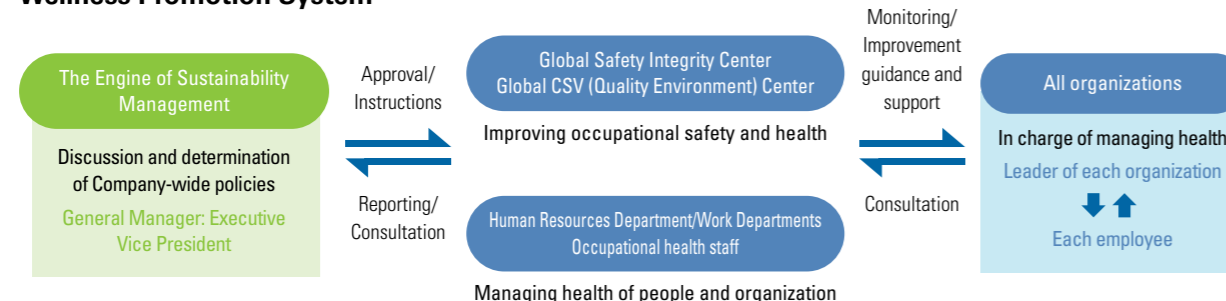 Wellness Promotion System
The Engine of Sustainability
Management
Discussion and determination
of Company-wide policies
General Manager: Executive
Vice President
Approval/
Instructions
Reporting/
Consultation
Global Safety Integrity Center
Global CSV (Quality Environment) Center
Improving occupational safety and health
Human Resources Department/Work Departments
Occupational health staff
Managing health of people and organization
Monitoring/
Improvement
guidance and
support
Consultation
All organizations
In charge of managing health
Leader of each organization
Each employee